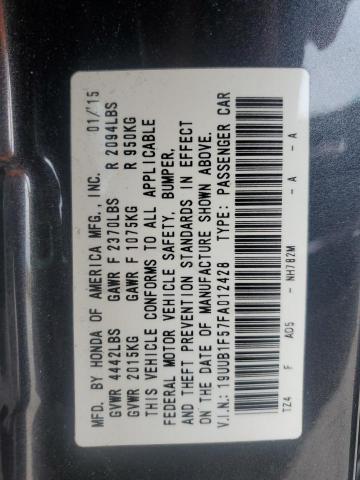 MFD. BY HONDA OF AMERICA MFG., INC. 01/'15
GVWR 4442LBS GAWR F 2370LBS R 2094LBS
GVWR 2015KG GAWR F 1075KG R 950KG
THIS VEHICLE CONFORMS TO ALL APPLICABLE
FEDERAL MOTOR VEHICLE SAFETY, BUMPER,
AND THEFT PREVENTION STANDARDS IN EFFECT
ON THE DATE OF MANUFACTURE SHOWN ABOVE.
V.I.N.: 19UUB1F57FA012428 TYPE: PASSENGER CAR
TZ4 F AO5 - NH782M - A - A